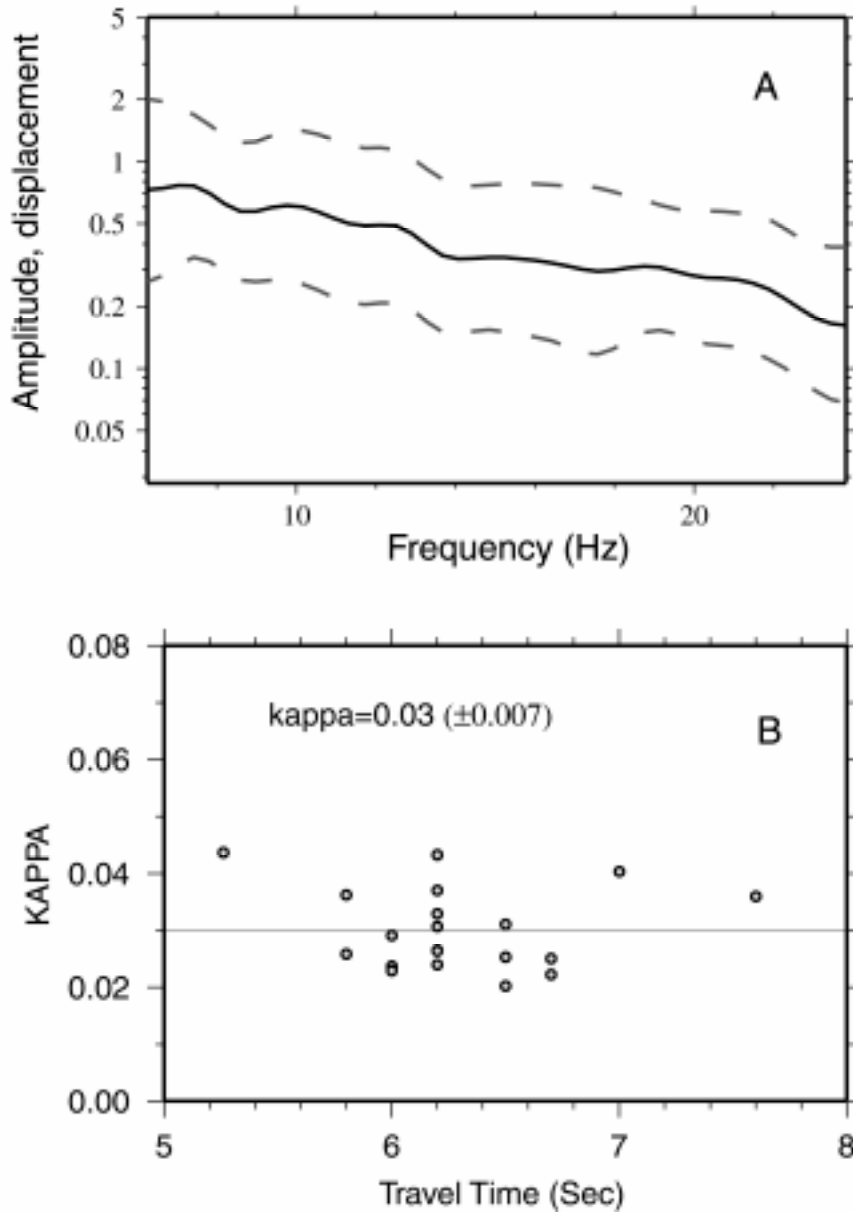 5
2
1
0.5
0.2
0.1
0.05
Amplitude, displacement
A
10 20
Frequency (Hz)
0.08
0.06
0.04
0.02
0.00
KAPPA
kappa=0.03 (±0.007)
B
5 6 7 8
Travel Time (Sec)